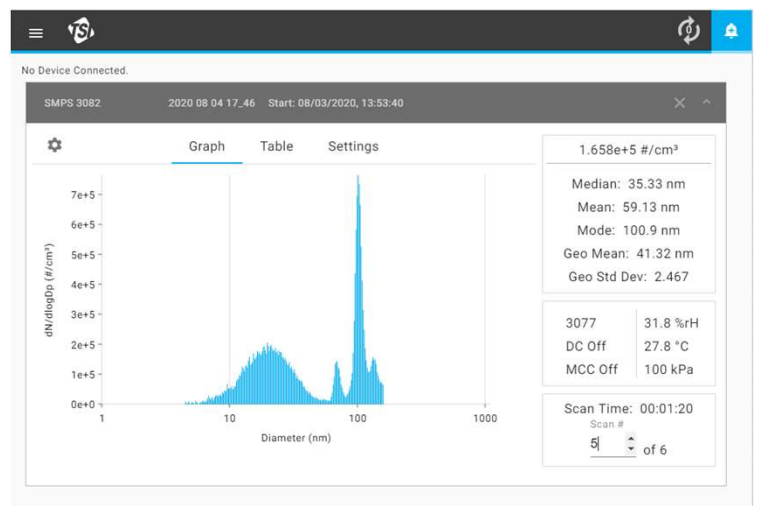 TSI
No Device Connected.
SMPS 3082 2020 08 04 17_46 Start: 08/03/2020, 13:53:40
Graph Table Settings
dN/dlogDp (#/cm³)
7e+5
6e+5
5e+5
4e+5
3e+5
2e+5
1e+5
0e+0
1 10 100 1000
Diameter (nm)
1.658e+5 #/cm³
Median: 35.33 nm
Mean: 59.13 nm
Mode: 100.9 nm
Geo Mean: 41.32 nm
Geo Std Dev: 2.467
3077 31.8 %rH
DC Off 27.8 °C
MCC Off 100 kPa
Scan Time: 00:01:20
Scan #
5 of 6